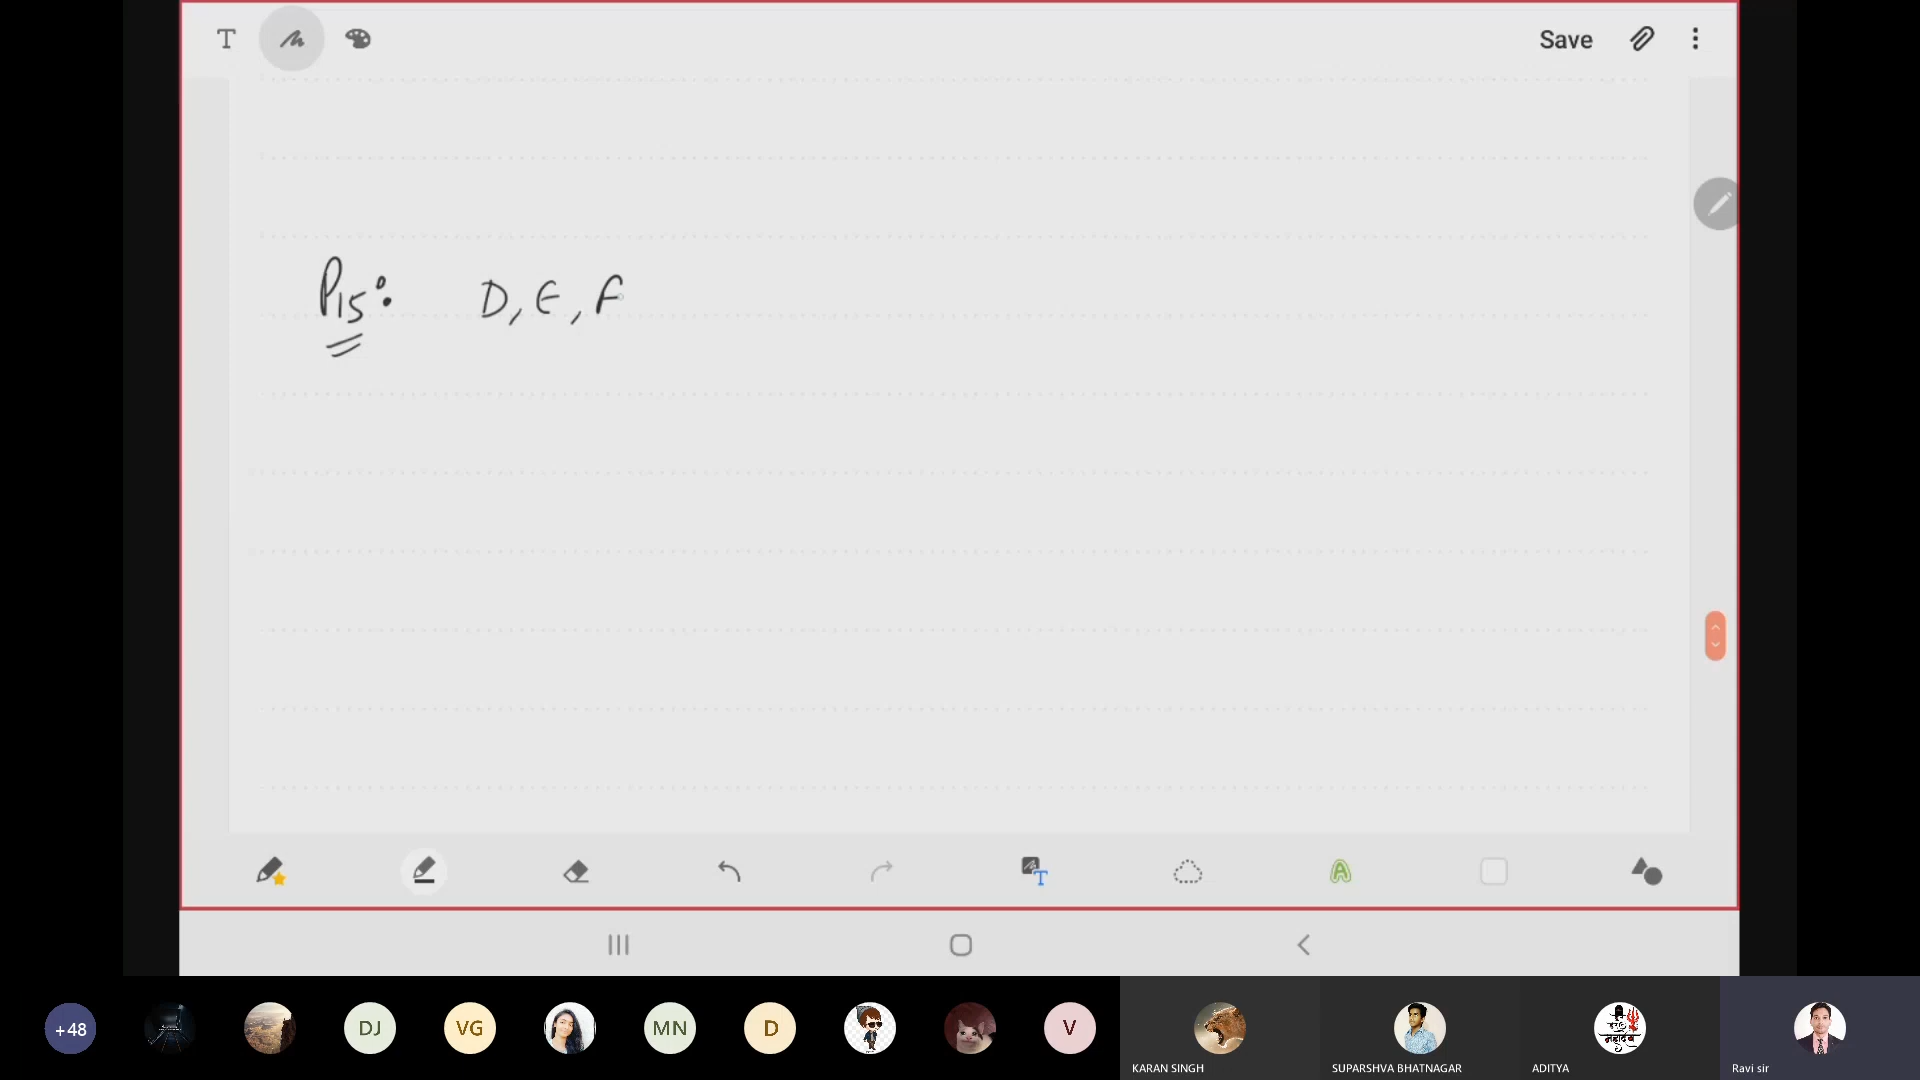 T Save
P15: D, E, F
T
A
+48 DJ VG MN D V
KARAN SINGH SUPARSHVA BHATNAGAR ADITYA Ravi sir